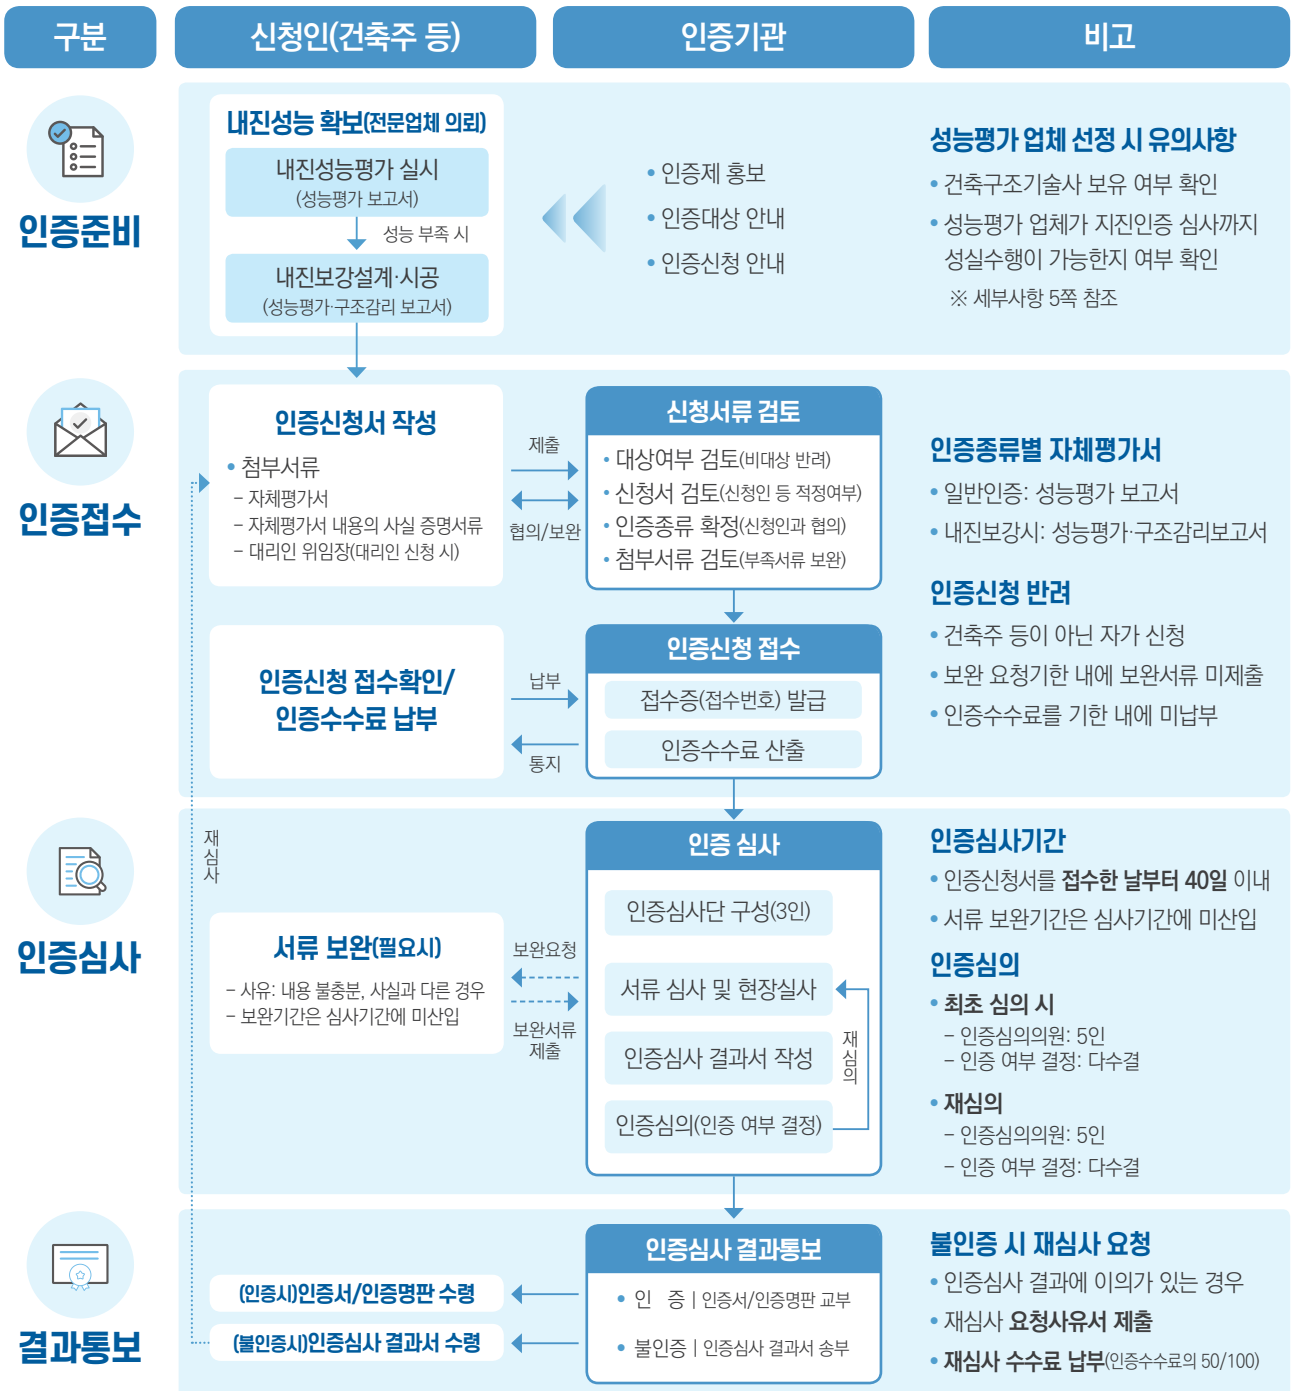 구분
신청인(건축주 등)
인증기관
비고
인증준비
내진성능 확보(전문업체 의뢰)
내진성능평가 실시
(성능평가 보고서)
성능 부족 시
내진보강설계·시공
(성능평가·구조감리 보고서)
• 인증제 홍보
• 인증대상 안내
• 인증신청 안내
성능평가 업체 선정 시 유의사항
• 건축구조기술사 보유 여부 확인
• 성능평가 업체가 지진인증 심사까지
성실수행이 가능한지 여부 확인
※ 세부사항 5쪽 참조
인증접수
인증신청서 작성
• 첨부서류
– 자체평가서
– 자체평가서 내용의 사실 증명서류
– 대리인 위임장(대리인 신청 시)
제출
협의/보완
신청서류 검토
• 대상여부 검토(비대상 반려)
• 신청서 검토(신청인 등 적정여부)
• 인증종류 확정(신청인과 협의)
• 첨부서류 검토(부족서류 보완)
인증종류별 자체평가서
• 일반인증: 성능평가 보고서
• 내진보강시: 성능평가·구조감리보고서
인증신청 반려
• 건축주 등이 아닌 자가 신청
• 보완 요청기한 내에 보완서류 미제출
• 인증수수료를 기한 내에 미납부
인증신청 접수확인/
인증수수료 납부
납부
통지
인증신청 접수
접수증(접수번호) 발급
인증수수료 산출
인증심사
재심사
서류 보완(필요시)
– 사유: 내용 불충분, 사실과 다른 경우
– 보완기간은 심사기간에 미산입
보완요청
보완서류
제출
인증 심사
인증심사단 구성(3인)
서류 심사 및 현장실사
인증심사 결과서 작성
인증심의(인증 여부 결정)
재심의
인증심사기간
• 인증신청서를 접수한 날부터 40일 이내
• 서류 보완기간은 심사기간에 미산입
인증심의
• 최초 심의 시
– 인증심의의원: 5인
– 인증 여부 결정: 다수결
• 재심의
– 인증심의의원: 5인
– 인증 여부 결정: 다수결
결과통보
(인증시)인증서/인증명판 수령
(불인증시)인증심사 결과서 수령
인증심사 결과통보
• 인 증 | 인증서/인증명판 교부
• 불인증 | 인증심사 결과서 송부
불인증 시 재심사 요청
• 인증심사 결과에 이의가 있는 경우
• 재심사 요청사유서 제출
• 재심사 수수료 납부(인증수수료의 50/100)